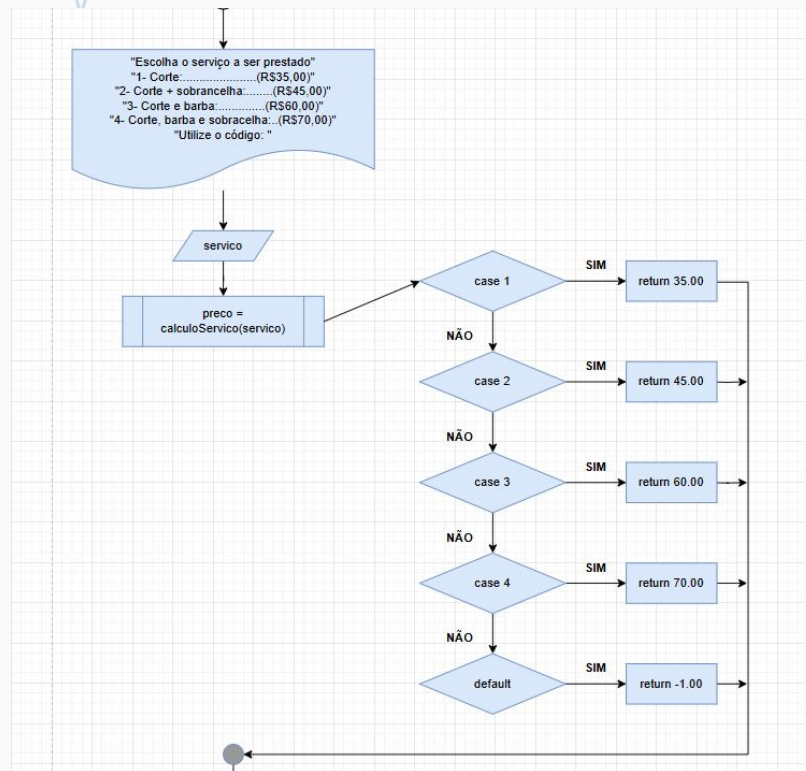 "Escolha o serviço a ser prestado"
"1- Corte:.......................(R$35,00)"
"2- Corte + sobrancelha:........(R$45,00)"
"3- Corte e barba:..............(R$60,00)"
"4- Corte, barba e sobracelha:..(R$70,00)"
"Utilize o código: "
servico
preco =
calculoServico(servico)
case 1
SIM
return 35.00
NÃO
case 2
SIM
return 45.00
NÃO
case 3
SIM
return 60.00
NÃO
case 4
SIM
return 70.00
NÃO
default
SIM
return -1.00